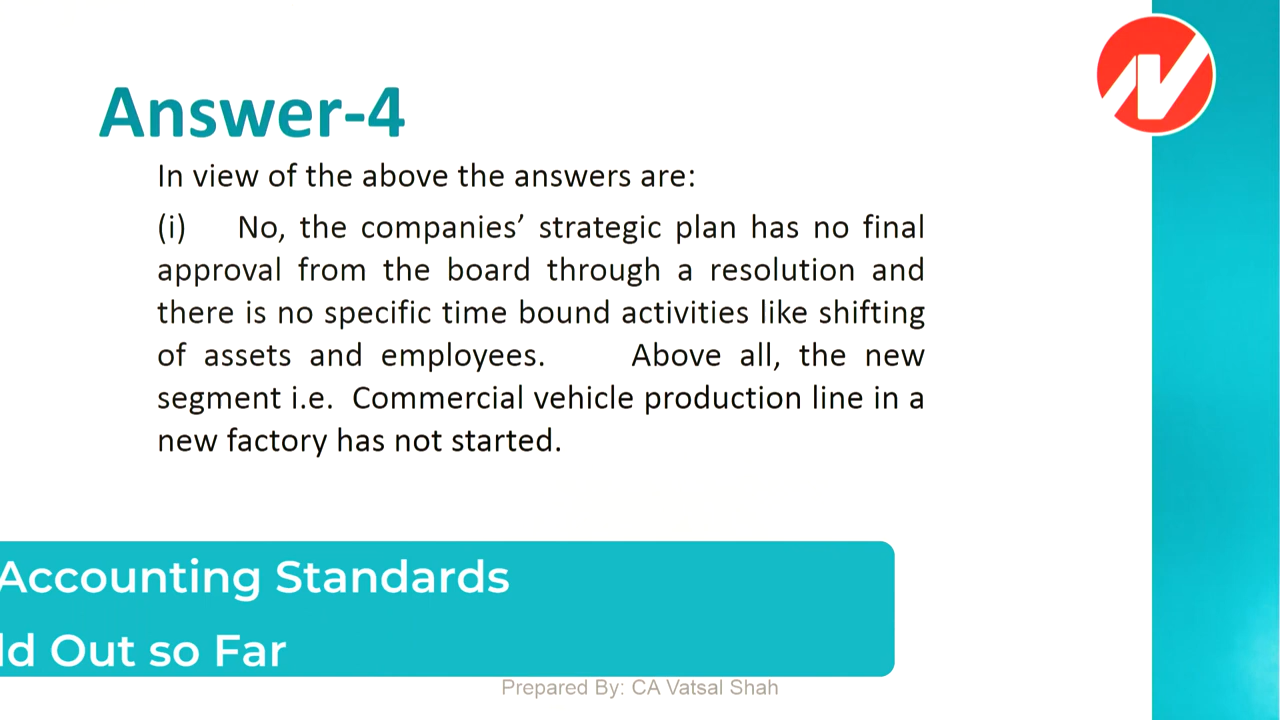 Answer-4
In view of the above the answers are:
(i) No, the companies’ strategic plan has no final
approval from the board through a resolution and
there is no specific time bound activities like shifting
of assets and employees. Above all, the new
segment i.e. Commercial vehicle production line in a
new factory has not started.
Accounting Standards
ld Out so Far
Prepared By: CA Vatsal Shah